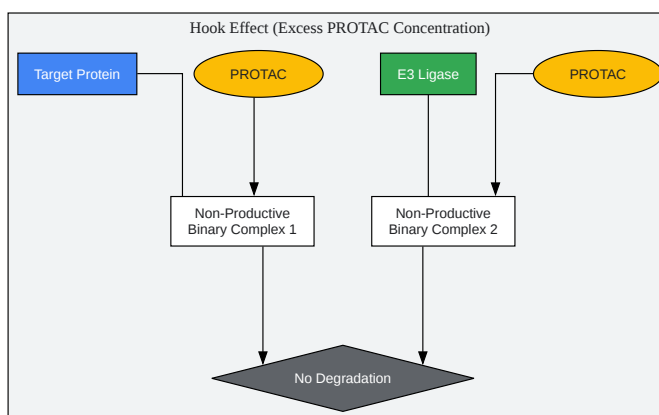 Hook Effect (Excess PROTAC Concentration)
Target Protein
PROTAC
E3 Ligase
PROTAC
Non-Productive
Binary Complex 1
Non-Productive
Binary Complex 2
No Degradation